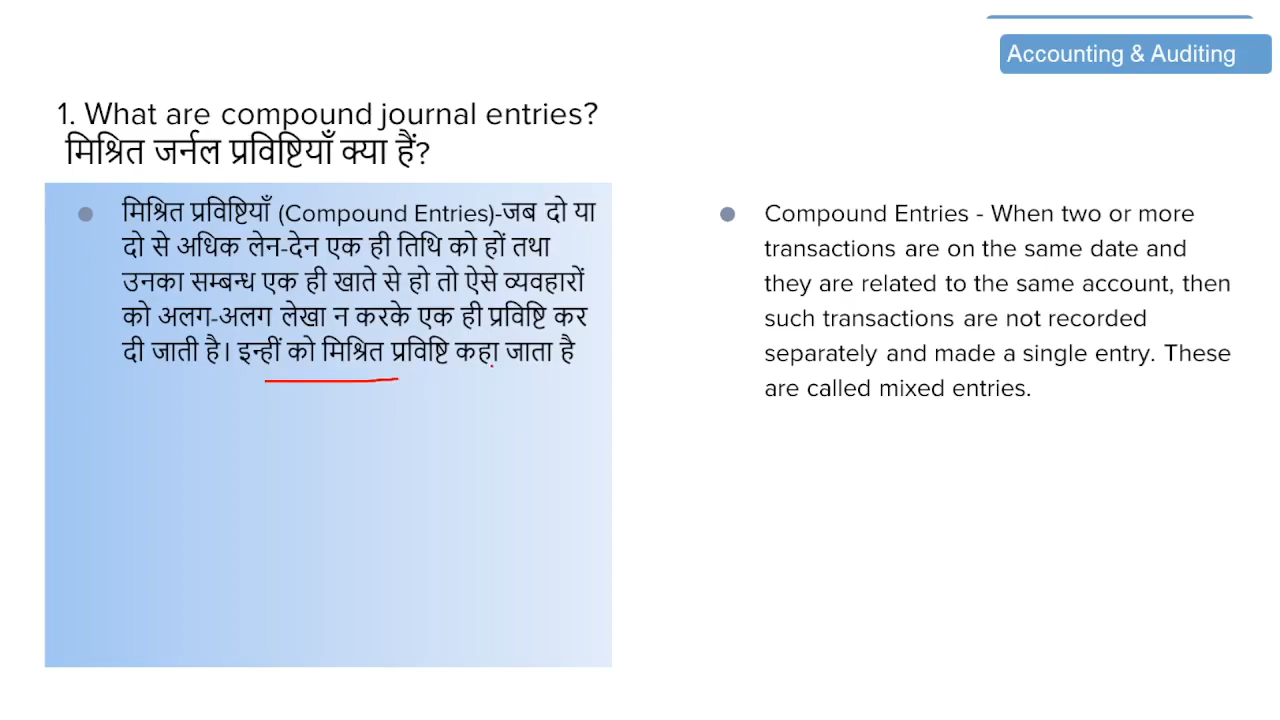 Accounting & Auditing
1. What are compound journal entries?
मिश्रित जर्नल प्रविष्टियाँ क्या हैं?
मिश्रित प्रविष्टियाँ (Compound Entries)-जब दो या
दो से अधिक लेन-देन एक ही तिथि को हों तथा
उनका सम्बन्ध एक ही खाते से हो तो ऐसे व्यवहारों
को अलग-अलग लेखा न करके एक ही प्रविष्टि कर
दी जाती है। इन्हीं को मिश्रित प्रविष्टि कहा जाता है
Compound Entries - When two or more
transactions are on the same date and
they are related to the same account, then
such transactions are not recorded
separately and made a single entry. These
are called mixed entries.